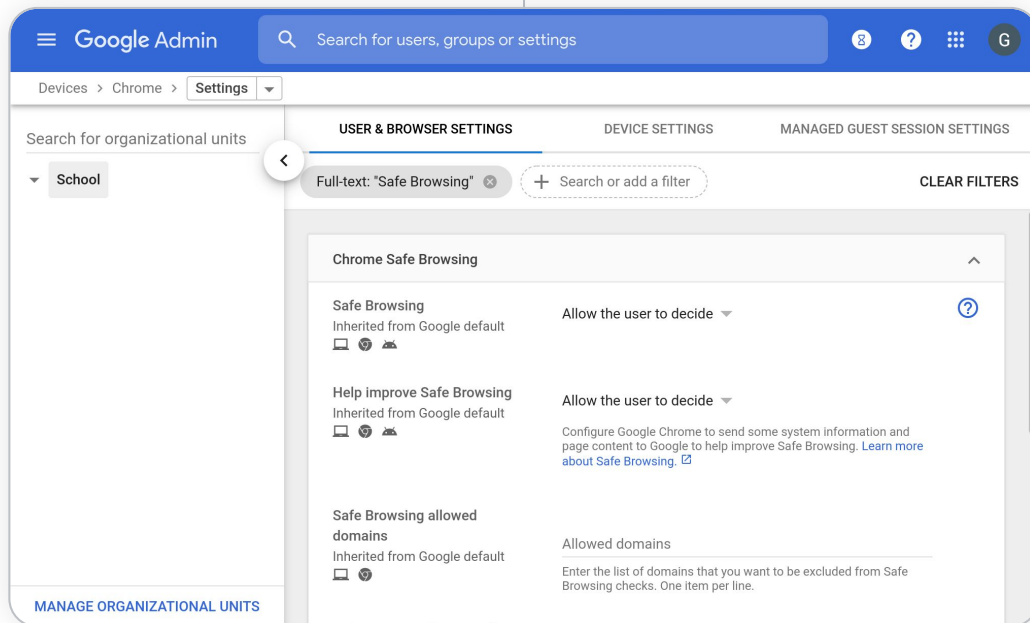 Google Admin
Search for users, groups or settings
G
Devices > Chrome > Settings
Search for organizational units
School
MANAGE ORGANIZATIONAL UNITS
USER & BROWSER SETTINGS
DEVICE SETTINGS
MANAGED GUEST SESSION SETTINGS
Full-text: "Safe Browsing"
Search or add a filter
CLEAR FILTERS
Chrome Safe Browsing
Safe Browsing
Inherited from Google default
Allow the user to decide
Help improve Safe Browsing
Inherited from Google default
Allow the user to decide
Configure Google Chrome to send some system information and
page content to Google to help improve Safe Browsing. Learn more
about Safe Browsing.
Safe Browsing allowed
domains
Inherited from Google default
Allowed domains
Enter the list of domains that you want to be excluded from Safe
Browsing checks. One item per line.